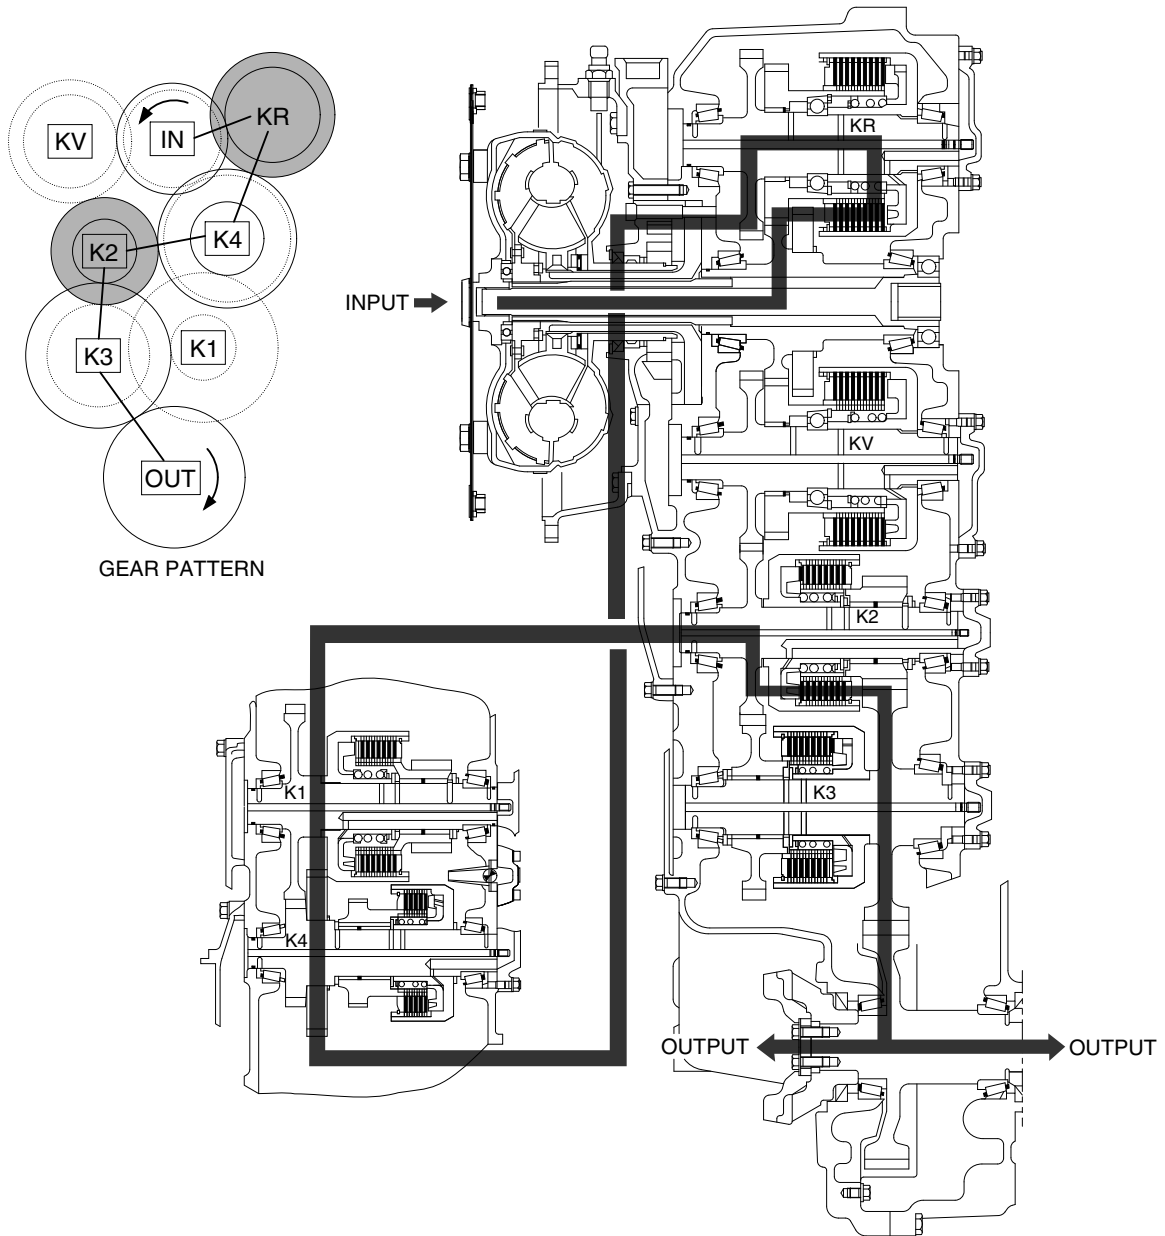 KR
KV
IN
K2
K4
K3
K1
OUT
GEAR PATTERN
INPUT
KR
KV
K2
K3
K1
K4
OUTPUT
OUTPUT